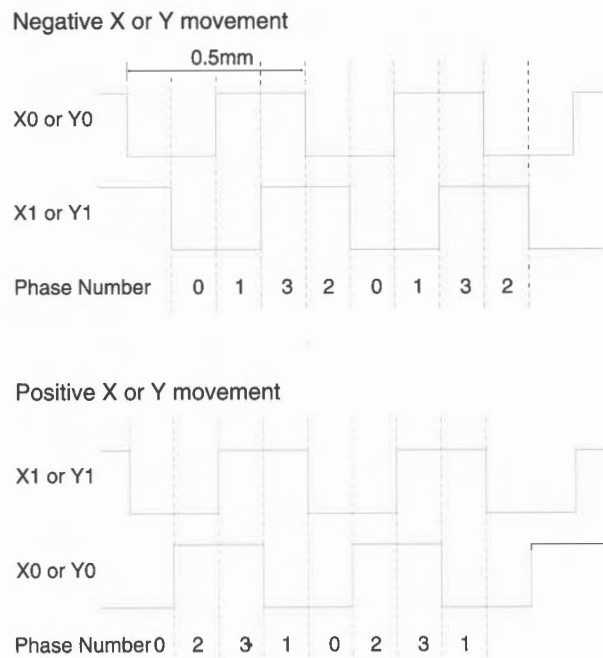 Negative X or Y movement
0.5mm
X0 or Y0
X1 or Y1
Phase Number 0 1 3 2 0 1 3 2
Positive X or Y movement
X1 or Y1
X0 or Y0
Phase Number 0 2 3 1 0 2 3 1